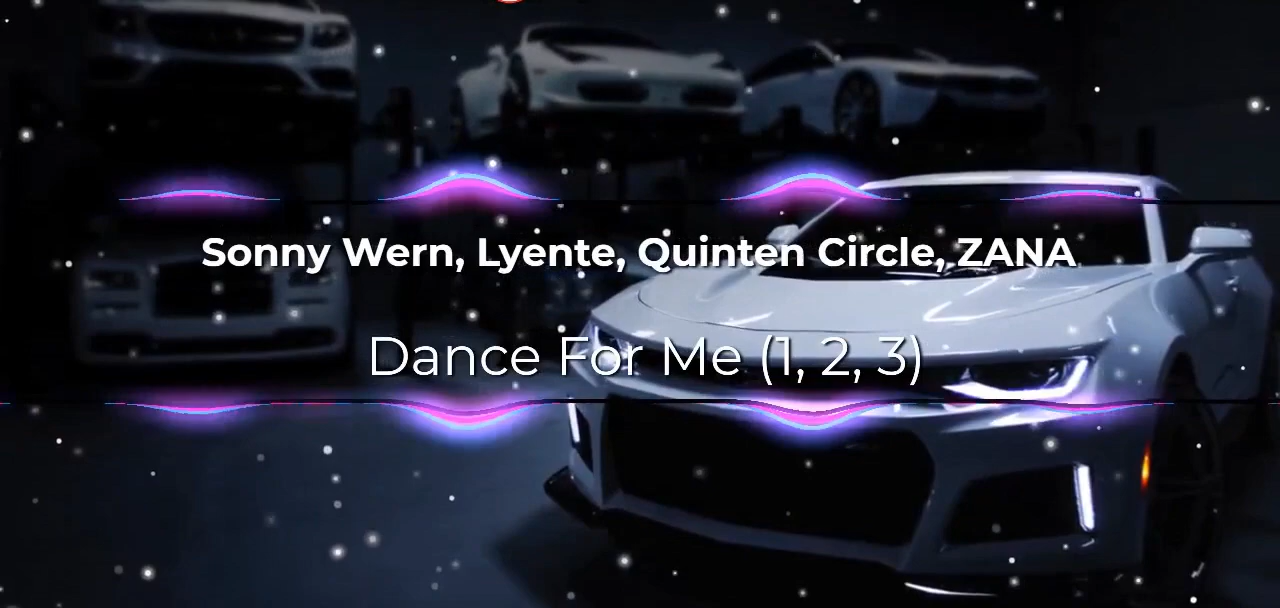 Sonny Wern, Lyente, Quinten Circle, ZANA
Dance For Me (1, 2, 3)